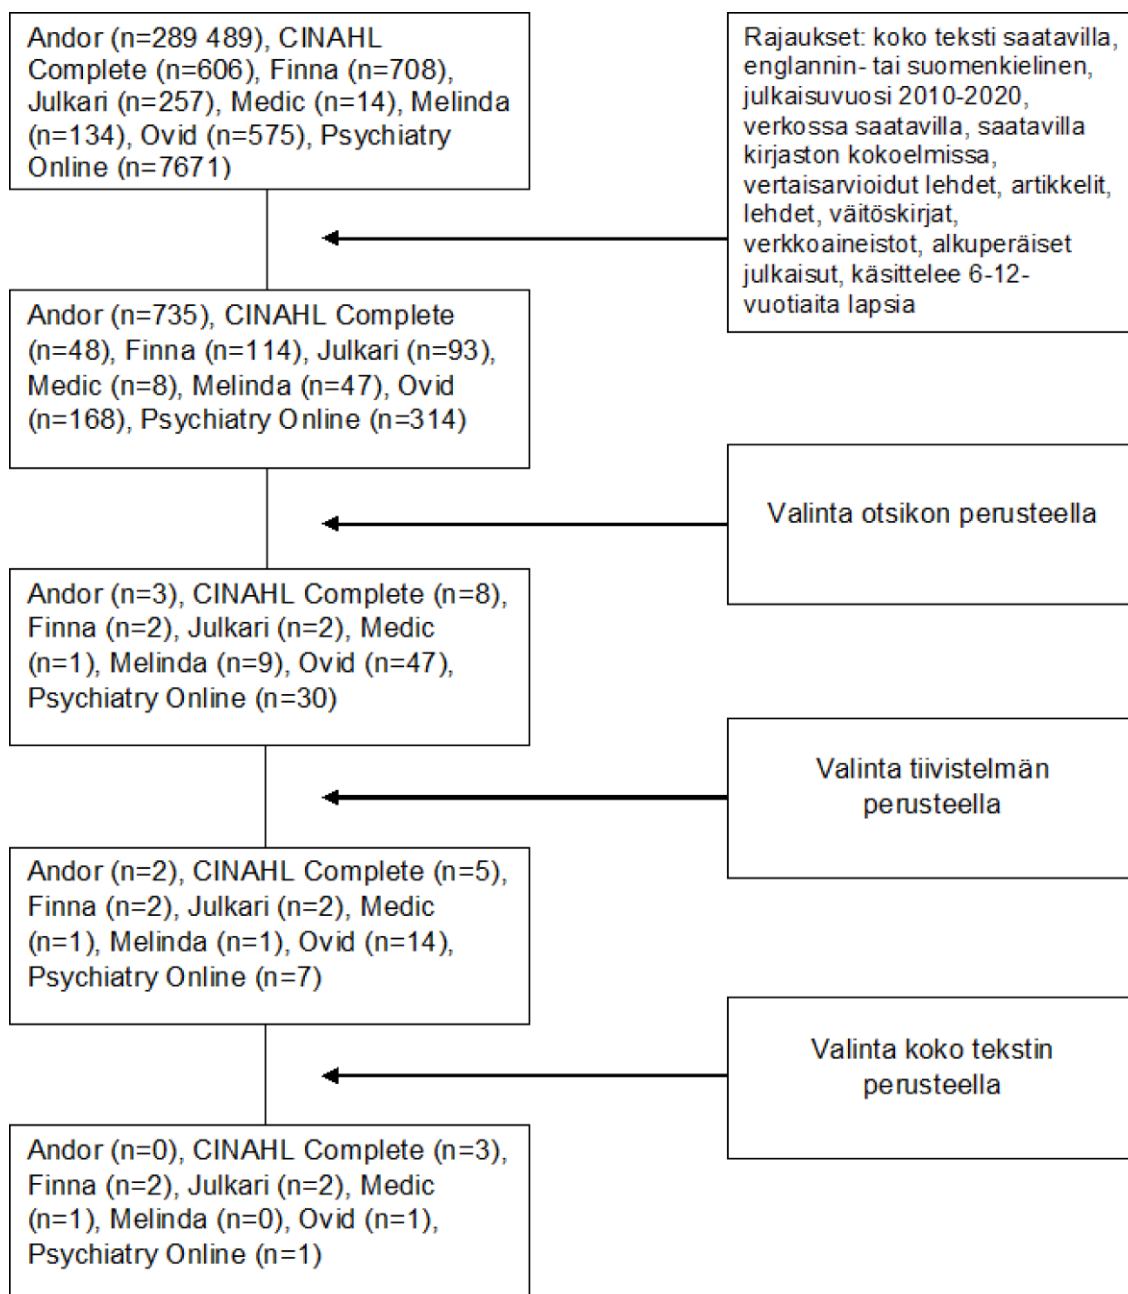 Andor (n=289 489), CINAHL
Complete (n=606), Finna (n=708),
Julkari (n=257), Medic (n=14), Melinda
(n=134), Ovid (n=575), Psychiatry
Online (n=7671)
Rajaukset: koko teksti saatavilla,
englannin- tai suomenkielinen,
julkaisuvuosi 2010-2020,
verkossa saatavilla, saatavilla
kirjaston kokoelmissa,
vertaisarvioidut lehdet, artikkelit,
lehdet, väitöskirjat,
verkkoaineistot, alkuperäiset
julkaisut, käsittelee 6-12-
vuotiaita lapsia
Andor (n=735), CINAHL Complete
(n=48), Finna (n=114), Julkari (n=93),
Medic (n=8), Melinda (n=47), Ovid
(n=168), Psychiatry Online (n=314)
Valinta otsikon perusteella
Andor (n=3), CINAHL Complete (n=8),
Finna (n=2), Julkari (n=2), Medic
(n=1), Melinda (n=9), Ovid (n=47),
Psychiatry Online (n=30)
Valinta tiivistelmän
perusteella
Andor (n=2), CINAHL Complete (n=5),
Finna (n=2), Julkari (n=2), Medic
(n=1), Melinda (n=1), Ovid (n=14),
Psychiatry Online (n=7)
Valinta koko tekstin
perusteella
Andor (n=0), CINAHL Complete (n=3),
Finna (n=2), Julkari (n=2), Medic
(n=1), Melinda (n=0), Ovid (n=1),
Psychiatry Online (n=1)